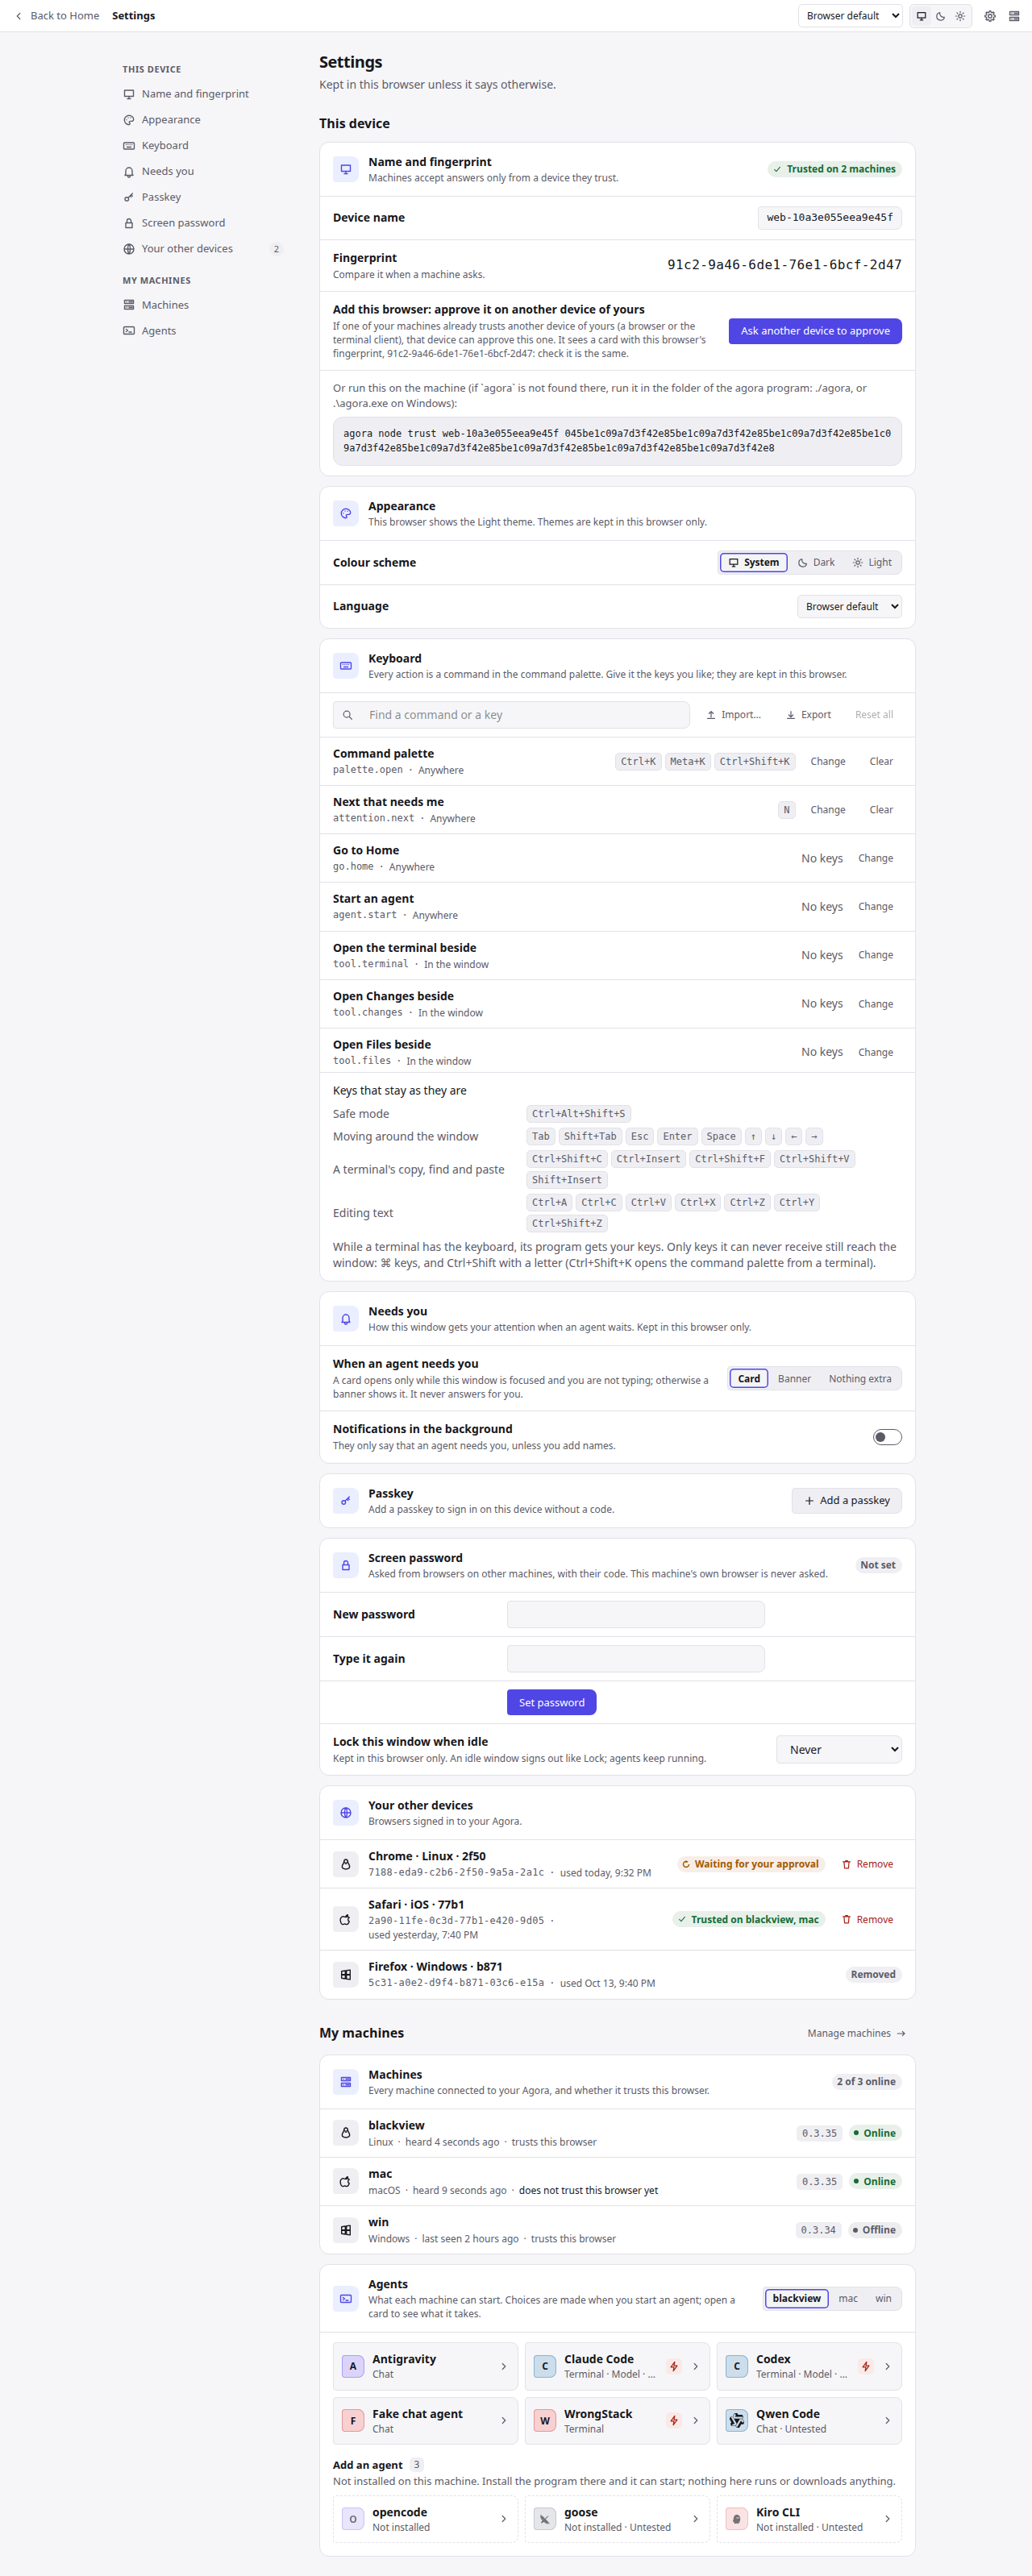 Back to Home Settings Browser default
THIS DEVICE
Name and fingerprint
Appearance
Keyboard
Needs you
Passkey
Screen password
Your other devices 2
MY MACHINES
Machines
Agents
Settings
Kept in this browser unless it says otherwise.
This device
Name and fingerprint
Machines accept answers only from a device they trust.
Trusted on 2 machines
Device name web-10a3e055eea9e45f
Fingerprint
Compare it when a machine asks.
91c2-9a46-6de1-76e1-6bcf-2d47
Add this browser: approve it on another device of yours
If one of your machines already trusts another device of yours (a browser or the
terminal client), that device can approve this one. It sees a card with this browser's
fingerprint, 91c2-9a46-6de1-76e1-6bcf-2d47: check it is the same.
Ask another device to approve
Or run this on the machine (if `agora` is not found there, run it in the folder of the agora program: ./agora, or
.\agora.exe on Windows):
agora node trust web-10a3e055eea9e45f 045be1c09a7d3f42e85be1c09a7d3f42e85be1c09a7d3f42e85be1c0
9a7d3f42e85be1c09a7d3f42e85be1c09a7d3f42e85be1c09a7d3f42e8
Appearance
This browser shows the Light theme. Themes are kept in this browser only.
Colour scheme System Dark Light
Language Browser default
Keyboard
Every action is a command in the command palette. Give it the keys you like; they are kept in this browser.
Find a command or a key Import... Export Reset all
Command palette
palette.open · Anywhere
Ctrl+K Meta+K Ctrl+Shift+K Change Clear
Next that needs me
attention.next · Anywhere
N Change Clear
Go to Home
go.home · Anywhere
No keys Change
Start an agent
agent.start · Anywhere
No keys Change
Open the terminal beside
tool.terminal · In the window
No keys Change
Open Changes beside
tool.changes · In the window
No keys Change
Open Files beside
tool.files · In the window
No keys Change
Keys that stay as they are
Safe mode Ctrl+Alt+Shift+S
Moving around the window Tab Shift+Tab Esc Enter Space ↑ ↓ ← →
A terminal's copy, find and paste Ctrl+Shift+C Ctrl+Insert Ctrl+Shift+F Ctrl+Shift+V
Shift+Insert
Editing text Ctrl+A Ctrl+C Ctrl+V Ctrl+X Ctrl+Z Ctrl+Y
Ctrl+Shift+Z
While a terminal has the keyboard, its program gets your keys. Only keys it can never receive still reach the
window: ⌘ keys, and Ctrl+Shift with a letter (Ctrl+Shift+K opens the command palette from a terminal).
Needs you
How this window gets your attention when an agent waits. Kept in this browser only.
When an agent needs you
A card opens only while this window is focused and you are not typing; otherwise a
banner shows it. It never answers for you.
Card Banner Nothing extra
Notifications in the background
They only say that an agent needs you, unless you add names.
Passkey
Add a passkey to sign in on this device without a code.
Add a passkey
Screen password
Asked from browsers on other machines, with their code. This machine's own browser is never asked.
Not set
New password
Type it again
Set password
Lock this window when idle
Kept in this browser only. An idle window signs out like Lock; agents keep running.
Never
Your other devices
Browsers signed in to your Agora.
Chrome · Linux · 2f50
7188-eda9-c2b6-2f50-9a5a-2a1c · used today, 9:32 PM
Waiting for your approval Remove
Safari · iOS · 77b1
2a90-11fe-0c3d-77b1-e420-9d05 ·
used yesterday, 7:40 PM
Trusted on blackview, mac Remove
Firefox · Windows · b871
5c31-a0e2-d9f4-b871-03c6-e15a · used Oct 13, 9:40 PM
Removed
My machines Manage machines →
Machines
Every machine connected to your Agora, and whether it trusts this browser.
2 of 3 online
blackview
Linux · heard 4 seconds ago · trusts this browser
0.3.35 Online
mac
macOS · heard 9 seconds ago · does not trust this browser yet
0.3.35 Online
win
Windows · last seen 2 hours ago · trusts this browser
0.3.34 Offline
Agents
What each machine can start. Choices are made when you start an agent; open a
card to see what it takes.
blackview mac win
A Antigravity
Chat
C Claude Code
Terminal · Model · ...
C Codex
Terminal · Model · ...
F Fake chat agent
Chat
W WrongStack
Terminal
Qwen Code
Chat · Untested
Add an agent 3
Not installed on this machine. Install the program there and it can start; nothing here runs or downloads anything.
O opencode
Not installed
goose
Not installed · Untested
Kiro CLI
Not installed · Untested